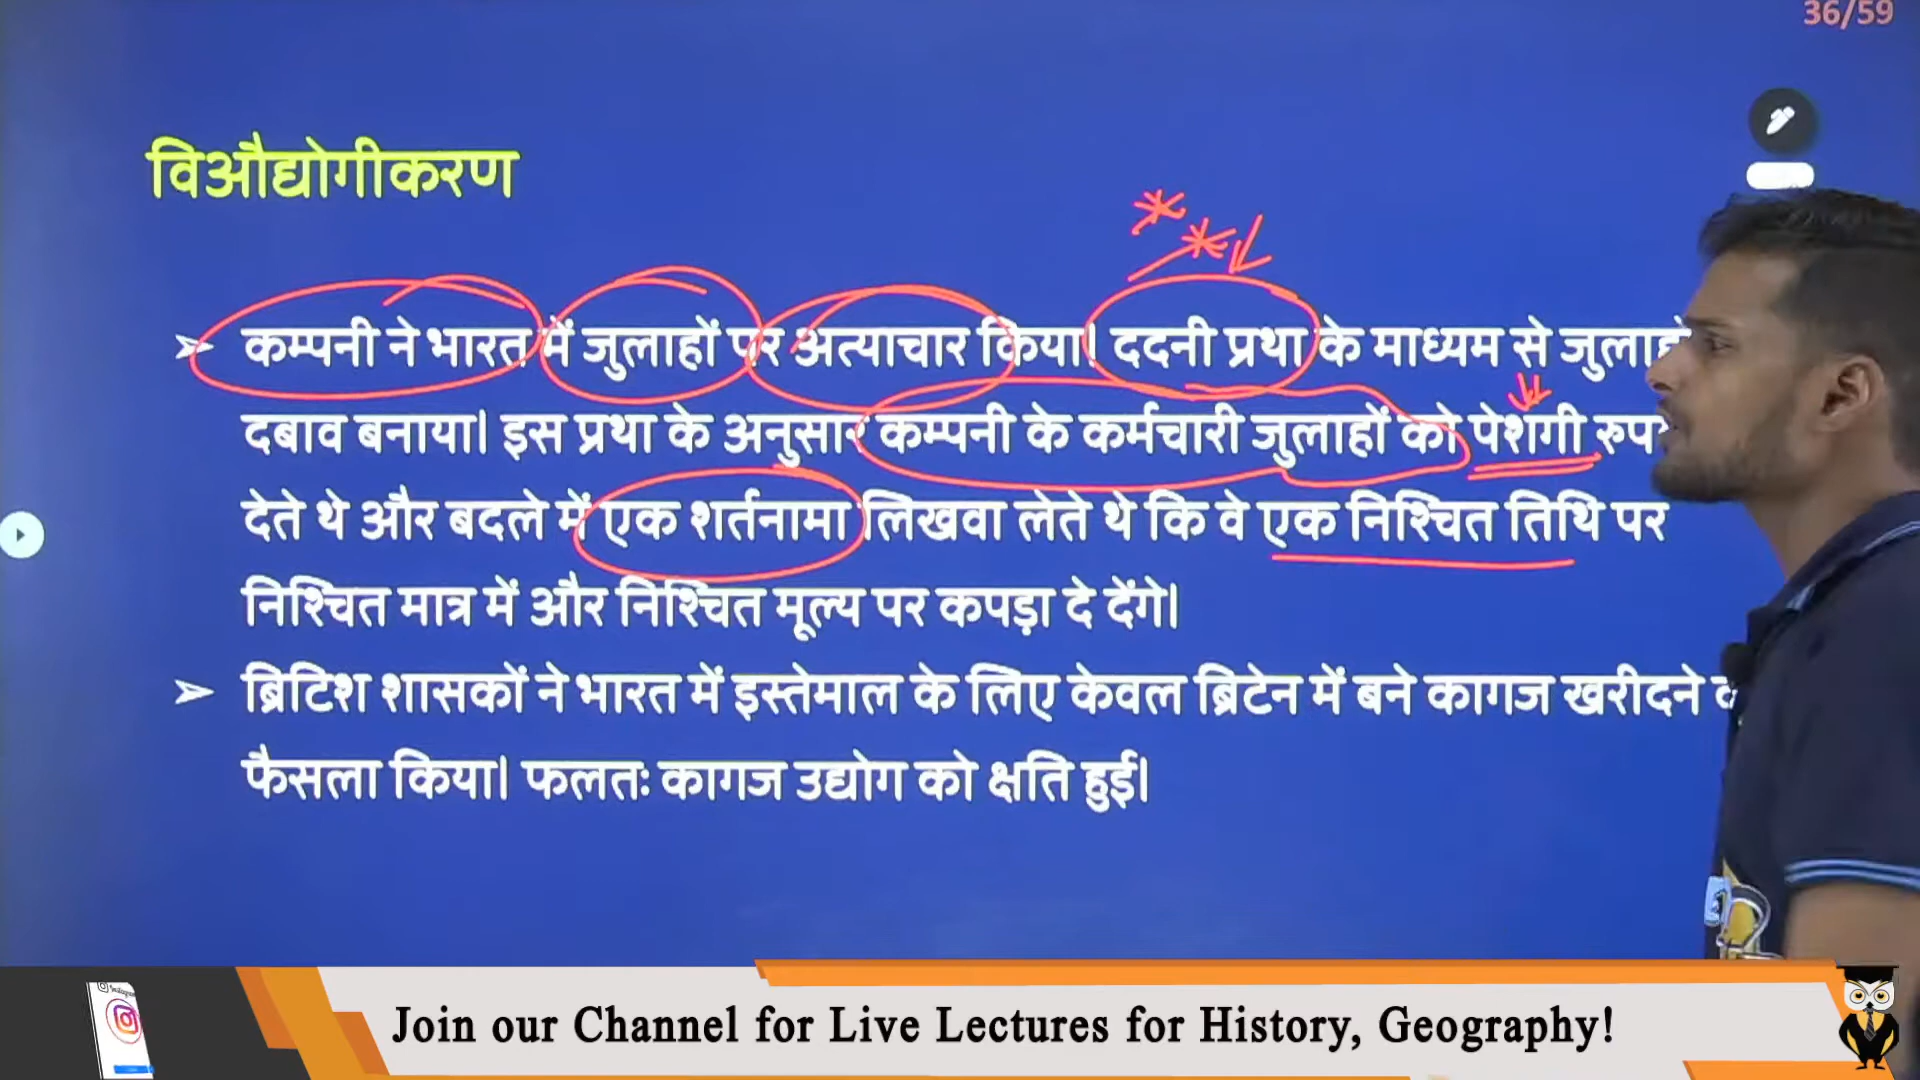 36/59
विऔद्योगीकरण
➢ कम्पनी ने भारत में जुलाहों पर अत्याचार किया। ददनी प्रथा के माध्यम से
दबाव बनाया। इस प्रथा के अनुसार कम्पनी के कर्मचारी जुलाहों को पेशगी
देते थे और बदले में एक शर्तनामा लिखवा लेते थे कि वे एक निश्चित तिथि पर
निश्चित मात्र में और निश्चित मूल्य पर कपड़ा दे देंगे।
➢ ब्रिटिश शासकों ने भारत में इस्तेमाल के लिए केवल ब्रिटेन में बने कागज खरीदने
फैसला किया। फलतः कागज उद्योग को क्षति हुई।
Join our Channel for Live Lectures for History, Geography!